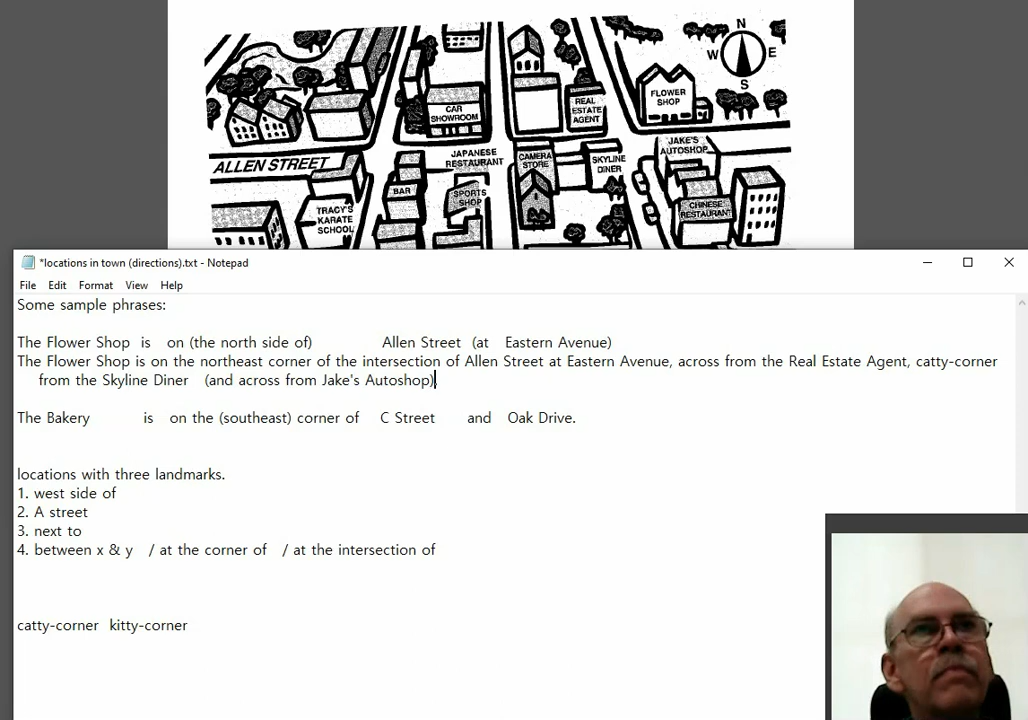 N
W E
S
FLOWER
SHOP
REAL
ESTATE
AGENT
CAR
SHOWROOM
ALLEN STREET
JAPANESE
RESTAURANT
CAMERA
STORE
SKYLINE
DINER
JAKE'S
AUTOSHOP
BAR
SPORTS
SHOP
TRACY'S
KARATE
SCHOOL
CHINESE
RESTAURANT
*locations in town (directions).txt - Notepad
File Edit Format View Help
Some sample phrases:
The Flower Shop is on (the north side of) Allen Street (at Eastern Avenue)
The Flower Shop is on the northeast corner of the intersection of Allen Street at Eastern Avenue, across from the Real Estate Agent, catty-corner
from the Skyline Diner (and across from Jake's Autoshop)
The Bakery is on the (southeast) corner of C Street and Oak Drive.
locations with three landmarks.
1. west side of
2. A street
3. next to
4. between x & y / at the corner of / at the intersection of
catty-corner kitty-corner